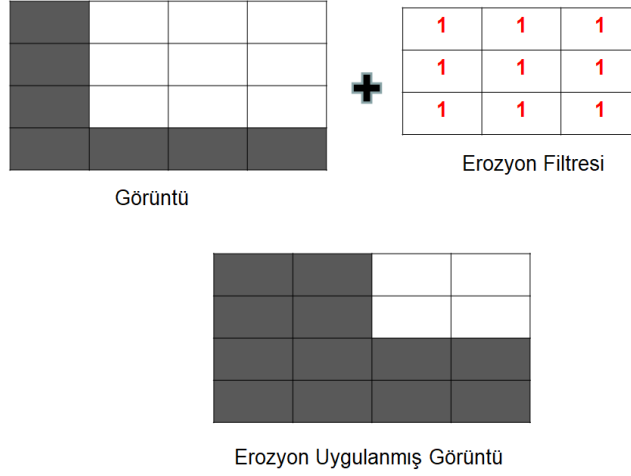 1 1 1
1 1 1
1 1 1
Erozyon Filtresi
Görüntü
Erozyon Uygulanmış Görüntü